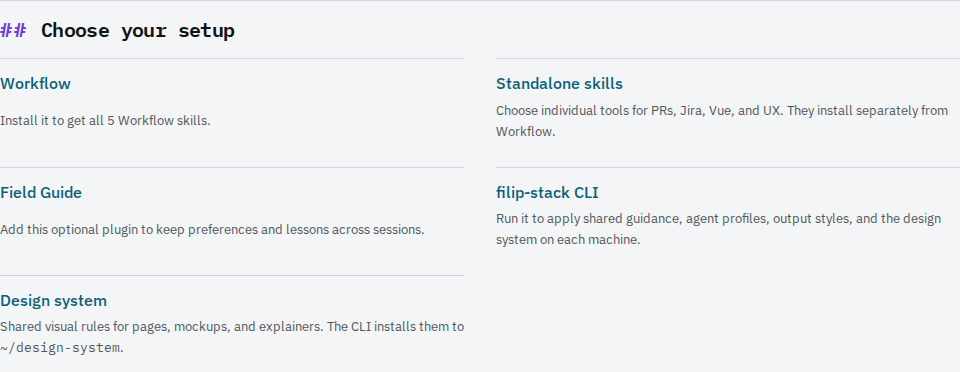 ## Choose your setup
Workflow
Install it to get all 5 Workflow skills.
Standalone skills
Choose individual tools for PRs, Jira, Vue, and UX. They install separately from
Workflow.
Field Guide
Add this optional plugin to keep preferences and lessons across sessions.
filip-stack CLI
Run it to apply shared guidance, agent profiles, output styles, and the design
system on each machine.
Design system
Shared visual rules for pages, mockups, and explainers. The CLI installs them to
~/design-system.